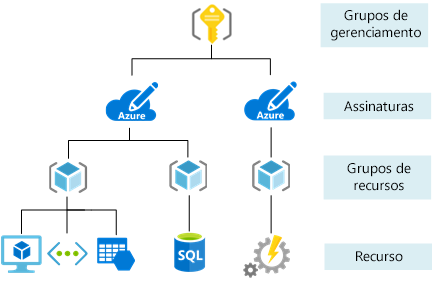 Grupos de
gerenciamento
Azure
Azure
Assinaturas
Grupos de
recursos
SQL
Recurso